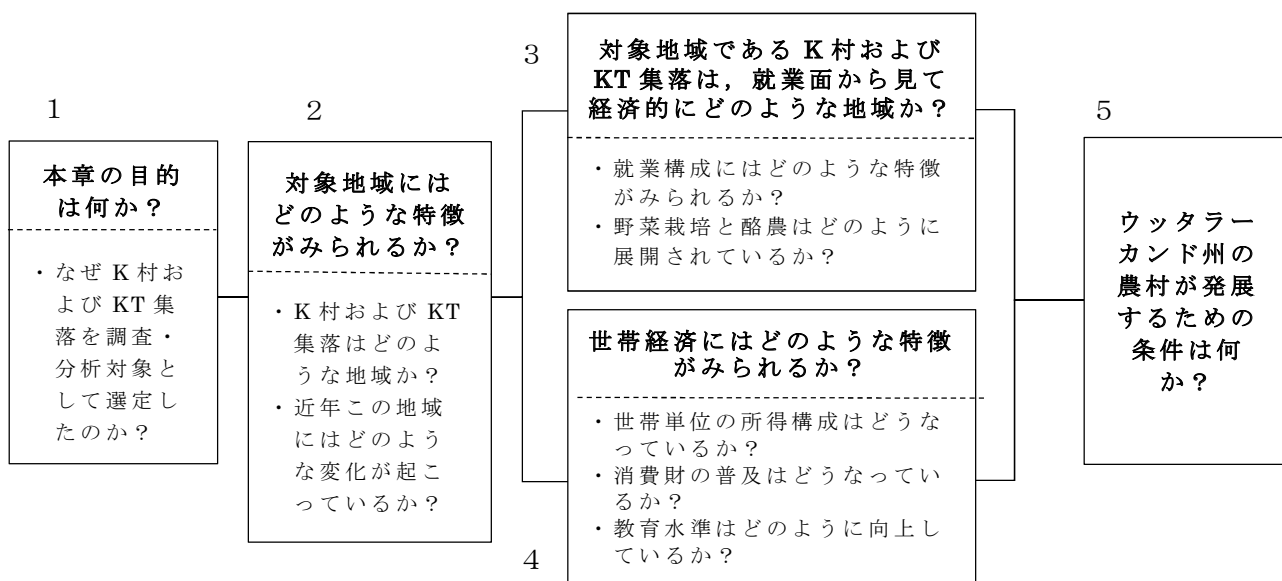 1
本章の目的
は何か？
・なぜ K 村お
よび KT 集
落を調査・
分析対象と
して選定し
たのか？
2
対象地域には
どのような特徴
がみられるか？
・K 村および KT
集落はどのよ
うな地域か？
・近年この地域
にはどのよう
な変化が起こ
っているか？
3
対象地域である K 村および
KT 集落は，就業面から見て
経済的にどのような地域か？
・就業構成にはどのような特徴
がみられるか？
・野菜栽培と酪農はどのように
展開されているか？
世帯経済にはどのような特徴
がみられるか？
・世帯単位の所得構成はどうな
っているか？
・消費財の普及はどうなってい
るか？
・教育水準はどのように向上し
ているか？
4
5
ウッタラー
カンド州の
農村が発展
するための
条件は何
か？